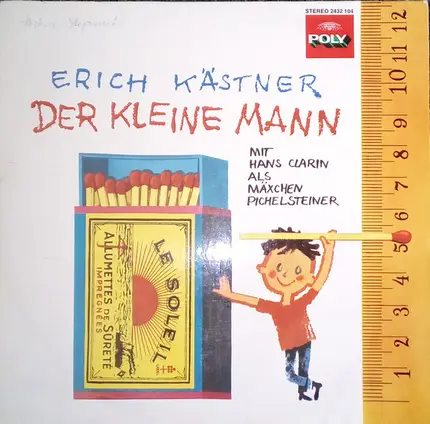 STEREO 2432 104
POLY
ERICH KÄSTNER
DER KLEINE MANN
MIT
HANS CLARIN
ALS
MÄXCHEN
PICHELSTEINER
LE SOLEIL
ALLUMETTES DE SÛRETÉ
IMPREGNÉES
12
11
10
9
8
7
6
5
4
3
2
1